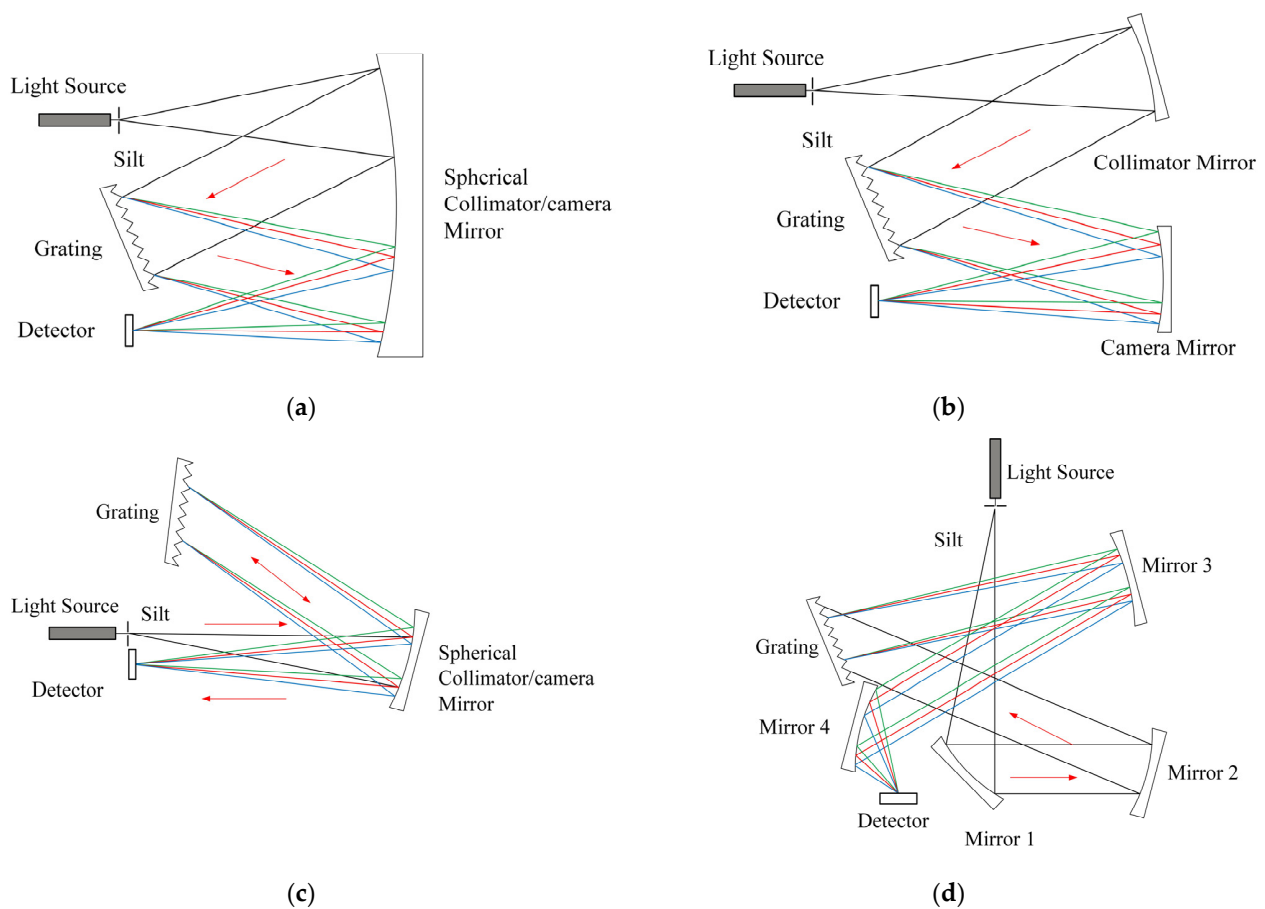 Light Source
Silt
Grating
Detector
Spherical
Collimator/camera
Mirror
(a)
Light Source
Silt
Grating
Detector
Collimator Mirror
Camera Mirror
(b)
Grating
Light Source
Silt
Detector
Spherical
Collimator/camera
Mirror
(c)
Light Source
Silt
Mirror 3
Grating
Mirror 4
Mirror 2
Detector
Mirror 1
(d)